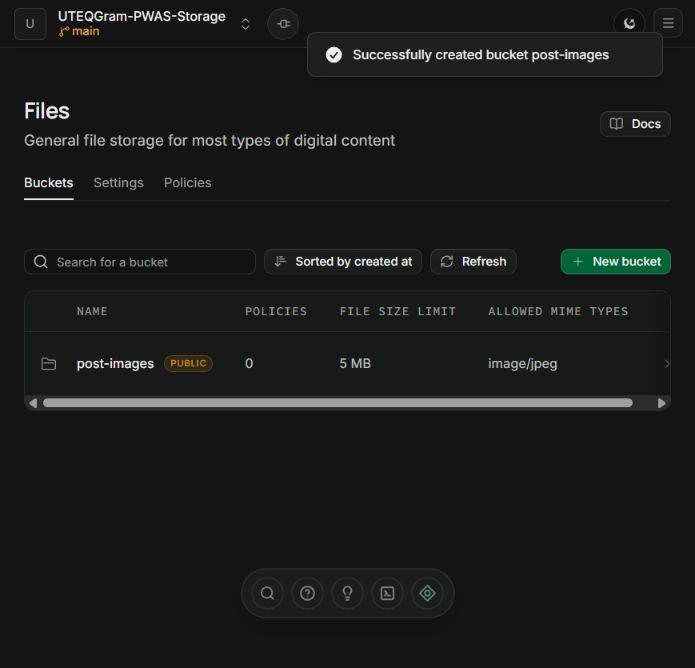 U
UTEQGram-PWAS-Storage
main
Successfully created bucket post-images
Files
General file storage for most types of digital content
Docs
Buckets Settings Policies
Search for a bucket Sorted by created at Refresh New bucket
NAME POLICIES FILE SIZE LIMIT ALLOWED MIME TYPES
post-images PUBLIC 0 5 MB image/jpeg